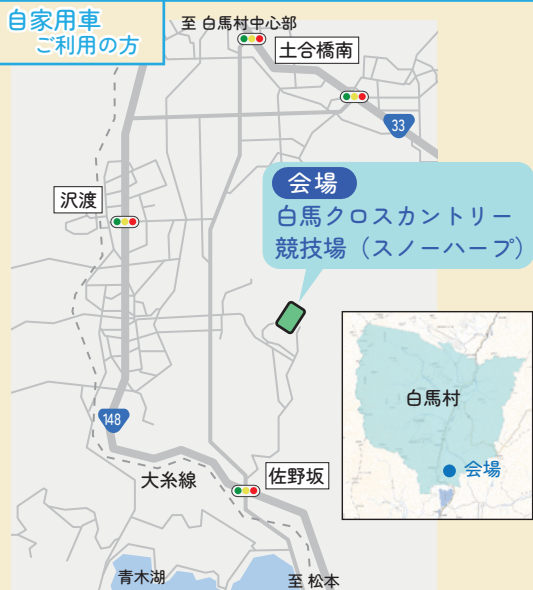 自家用車
ご利用の方
至 白馬村中心部
土合橋南
33
会場
白馬クロスカントリー
競技場（スノーハープ）
沢渡
148
大糸線
佐野坂
白馬村
会場
青木湖
至 松本